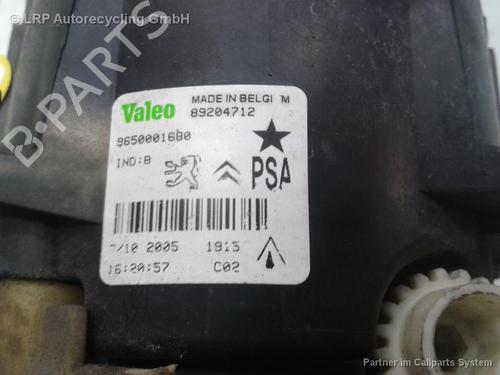 © LRP Autorecycling GmbH
Valeo
MADE IN BELGI M
89204712
9650001680
IND:B
PSA
/10 2005 1915
16:20:57 C02
Partner im Callparts System